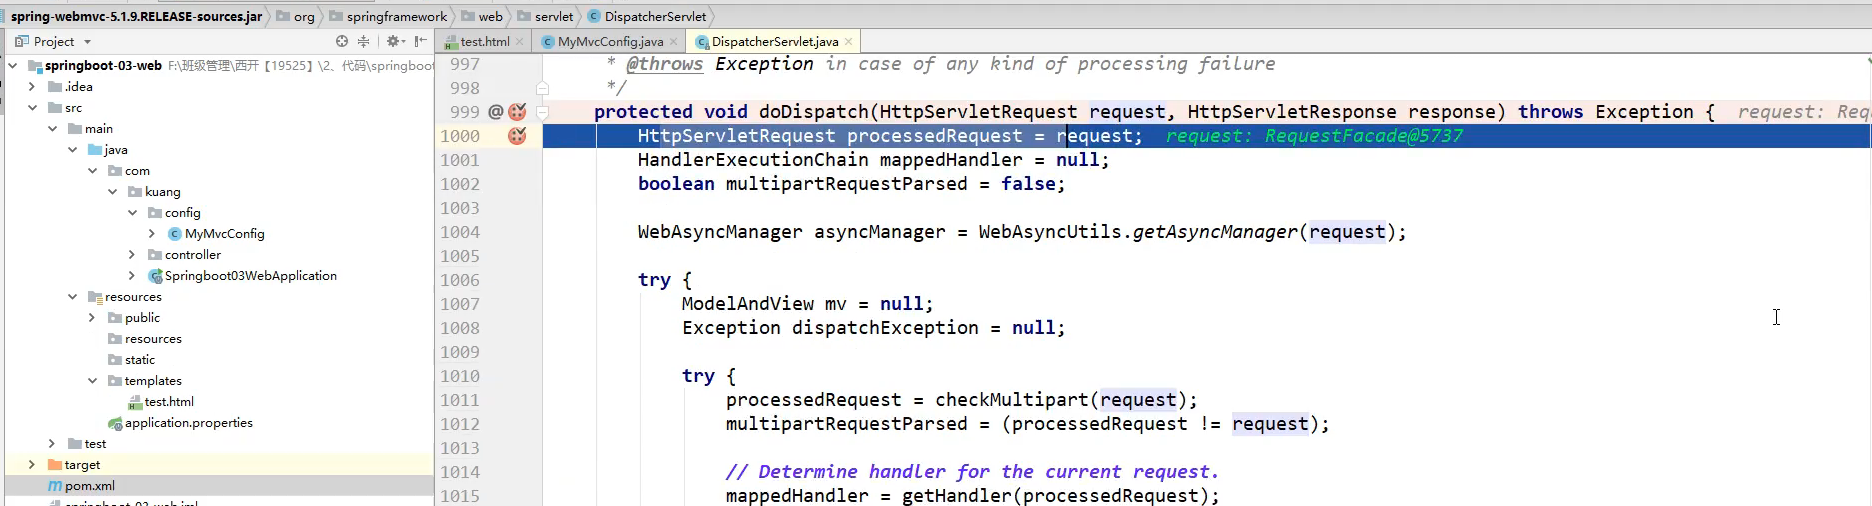 spring-webmvc-5.1.9.RELEASE-sources.jar org springframework web servlet DispatcherServlet
Project
springboot-03-web F:\班级管理\西开【19525】\2、代码\springboot
.idea
src
main
java
com
kuang
config
MyMvcConfig
controller
Springboot03WebApplication
resources
public
resources
static
templates
test.html
application.properties
test
target
pom.xml
springboot-03-web.iml
test.html MyMvcConfig.java DispatcherServlet.java
997 * @throws Exception in case of any kind of processing failure
998 */
999 @ protected void doDispatch(HttpServletRequest request, HttpServletResponse response) throws Exception { request: Req
1000 HttpServletRequest processedRequest = request; request: RequestFacade@5737
1001 HandlerExecutionChain mappedHandler = null;
1002 boolean multipartRequestParsed = false;
1003
1004 WebAsyncManager asyncManager = WebAsyncUtils.getAsyncManager(request);
1005
1006 try {
1007 ModelAndView mv = null;
1008 Exception dispatchException = null;
1009
1010 try {
1011 processedRequest = checkMultipart(request);
1012 multipartRequestParsed = (processedRequest != request);
1013
1014 // Determine handler for the current request.
1015 mappedHandler = getHandler(processedRequest);